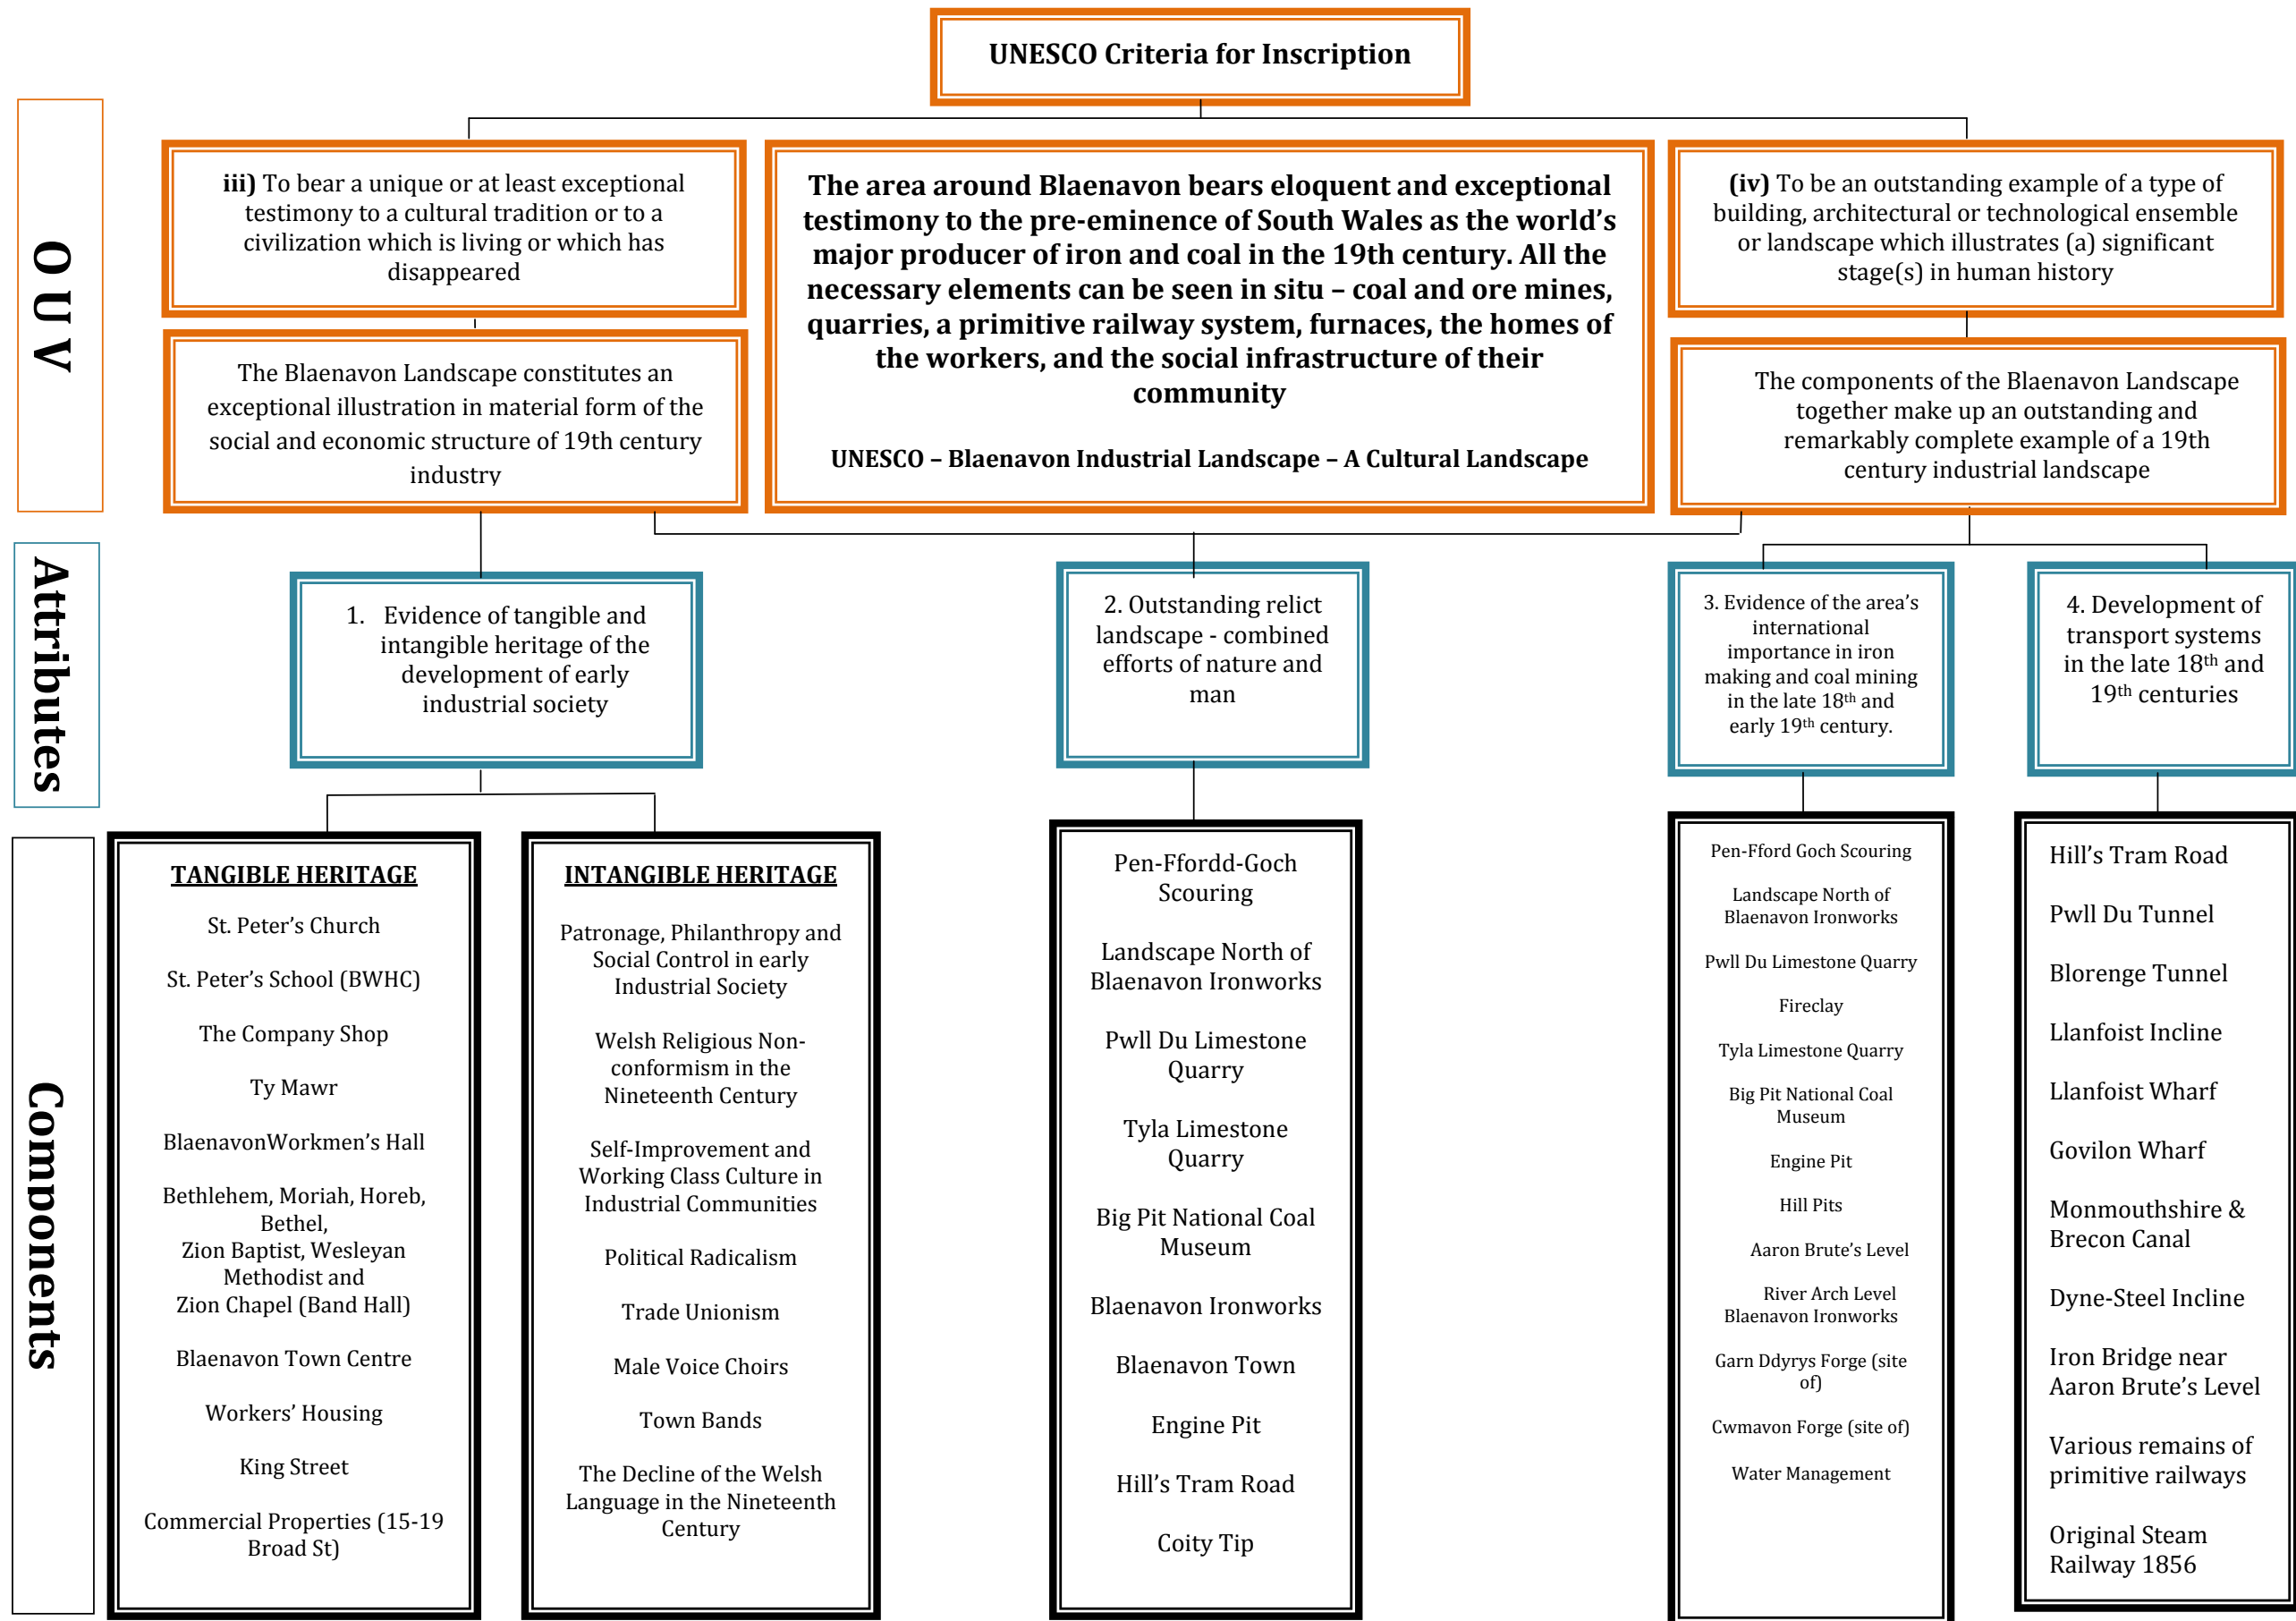 UNESCO Criteria for Inscription
O U V
iii) To bear a unique or at least exceptional
testimony to a cultural tradition or to a
civilization which is living or which has
disappeared
The Blaenavon Landscape constitutes an
exceptional illustration in material form of the
social and economic structure of 19th century
industry
The area around Blaenavon bears eloquent and exceptional
testimony to the pre-eminence of South Wales as the world’s
major producer of iron and coal in the 19th century. All the
necessary elements can be seen in situ – coal and ore mines,
quarries, a primitive railway system, furnaces, the homes of
the workers, and the social infrastructure of their
community
UNESCO – Blaenavon Industrial Landscape – A Cultural Landscape
(iv) To be an outstanding example of a type of
building, architectural or technological ensemble
or landscape which illustrates (a) significant
stage(s) in human history
The components of the Blaenavon Landscape
together make up an outstanding and
remarkably complete example of a 19th
century industrial landscape
Attributes
1. Evidence of tangible and
intangible heritage of the
development of early
industrial society
2. Outstanding relict
landscape - combined
efforts of nature and
man
3. Evidence of the area’s
international
importance in iron
making and coal mining
in the late 18th and
early 19th century.
4. Development of
transport systems
in the late 18th and
19th centuries
Components
TANGIBLE HERITAGE
St. Peter’s Church
St. Peter’s School (BWHC)
The Company Shop
Ty Mawr
BlaenavonWorkmen’s Hall
Bethlehem, Moriah, Horeb,
Bethel,
Zion Baptist, Wesleyan
Methodist and
Zion Chapel (Band Hall)
Blaenavon Town Centre
Workers’ Housing
King Street
Commercial Properties (15-19
Broad St)
INTANGIBLE HERITAGE
Patronage, Philanthropy and
Social Control in early
Industrial Society
Welsh Religious Non-
conformism in the
Nineteenth Century
Self-Improvement and
Working Class Culture in
Industrial Communities
Political Radicalism
Trade Unionism
Male Voice Choirs
Town Bands
The Decline of the Welsh
Language in the Nineteenth
Century
Pen-Ffordd-Goch
Scouring
Landscape North of
Blaenavon Ironworks
Pwll Du Limestone
Quarry
Tyla Limestone
Quarry
Big Pit National Coal
Museum
Blaenavon Ironworks
Blaenavon Town
Engine Pit
Hill’s Tram Road
Coity Tip
Pen-Fford Goch Scouring
Landscape North of
Blaenavon Ironworks
Pwll Du Limestone Quarry
Fireclay
Tyla Limestone Quarry
Big Pit National Coal
Museum
Engine Pit
Hill Pits
Aaron Brute’s Level
River Arch Level
Blaenavon Ironworks
Garn Ddyrys Forge (site
of)
Cwmavon Forge (site of)
Water Management
Hill’s Tram Road
Pwll Du Tunnel
Blorenge Tunnel
Llanfoist Incline
Llanfoist Wharf
Govilon Wharf
Monmouthshire &
Brecon Canal
Dyne-Steel Incline
Iron Bridge near
Aaron Brute’s Level
Various remains of
primitive railways
Original Steam
Railway 1856